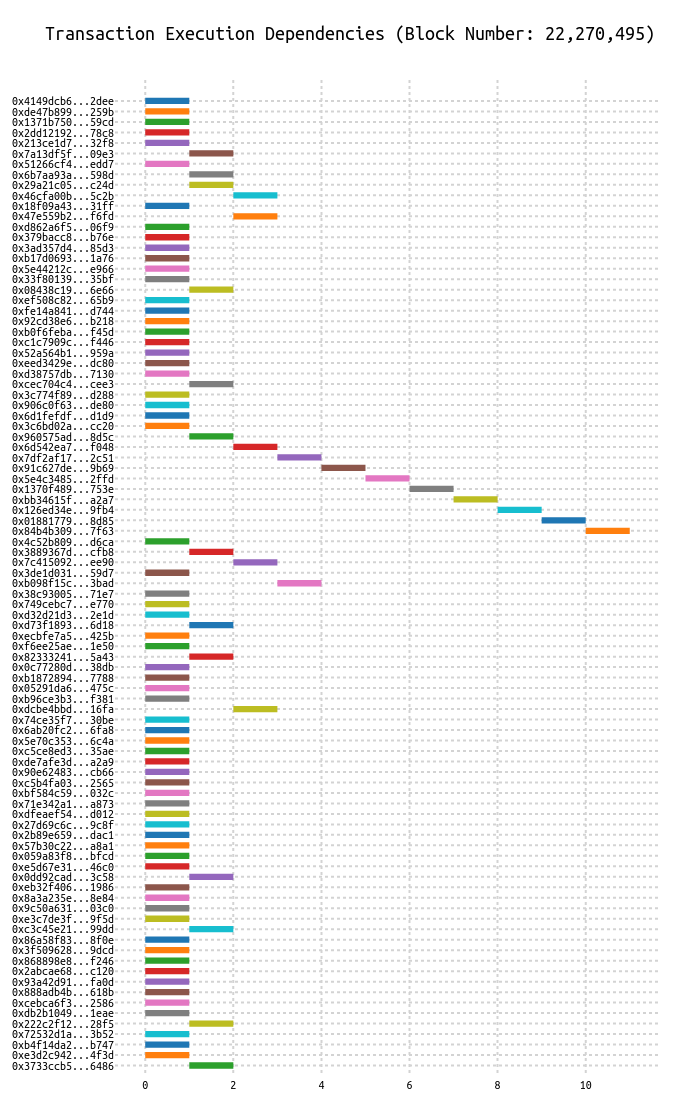 Transaction Execution Dependencies (Block Number: 22,270,495)
0x4149dcb6...2dee
0xde47b899...259b
0x1371b750...59cd
0x2dd12192...78c8
0x213ce1d7...32f8
0x7a13df5f...09e3
0x51266cf4...edd7
0x6b7aa93a...598d
0x29a21c05...c24d
0x46cfa00b...5c2b
0x18f09a43...31ff
0x47e559b2...f6fd
0xd862a6f5...06f9
0x379bacc8...b76e
0x3ad357d4...85d3
0xb17d0693...1a76
0x5e44212c...e966
0x33f80139...35bf
0x08438c19...6e66
0xef508c82...65b9
0xfe14a841...d744
0x92cd38e6...b218
0xb0f6feba...f45d
0xc1c7909c...f446
0x52a564b1...959a
0xeed3429e...dc80
0xd38757db...7130
0xcec704c4...cee3
0x3c774f89...d288
0x906c0f63...de80
0x6d1fefdf...d1d9
0x3c6bd02a...cc20
0x960575ad...8d5c
0x6d542ea7...f048
0x7df2af17...2c51
0x91c627de...9b69
0x5e4c3485...2ffd
0x1370f489...753e
0xbb34615f...a2a7
0x126ed34e...9fb4
0x01881779...8d85
0x84b4b309...7f63
0x4c52b809...d6ca
0x3889367d...cfb8
0x7c415092...ee90
0x3de1d031...59d7
0xb098f15c...3bad
0x38c93005...71e7
0x749cebc7...e770
0xd32d21d3...2e1d
0xd73f1893...6d18
0xecbfe7a5...425b
0xf6ee25ae...1e50
0x82333241...5a43
0x0c77280d...38db
0xb1872894...7788
0x05291da6...475c
0xb96ce3b3...f381
0xdcbe4bbd...16fa
0x74ce35f7...30be
0x6ab20fc2...6fa8
0x5e70c353...6c4a
0xc5ce8ed3...35ae
0xde7afe3d...a2a9
0x90e62483...cb66
0xc5b4fa03...2565
0xbf584c59...032c
0x71e342a1...a873
0xdfeaef54...d012
0x27d69c6c...9c8f
0x2b89e659...dac1
0x57b30c22...a8a1
0x059a83f8...bfcd
0xe5d67e31...46c0
0x0dd92cad...3c58
0xeb32f406...1986
0x8a3a235e...8e84
0x9c50a631...03c0
0xe3c7de3f...9f5d
0xc3c45e21...99dd
0x86a58f83...8f0e
0x3f509628...9dcd
0x868898e8...f246
0x2abcae68...c120
0x93a42d91...fa0d
0x888adb4b...618b
0xcebca6f3...2586
0xdb2b1049...1eae
0x222c2f12...28f5
0x72532d1a...3b52
0xb4f14da2...b747
0xe3d2c942...4f3d
0x3733ccb5...6486
0 2 4 6 8 10